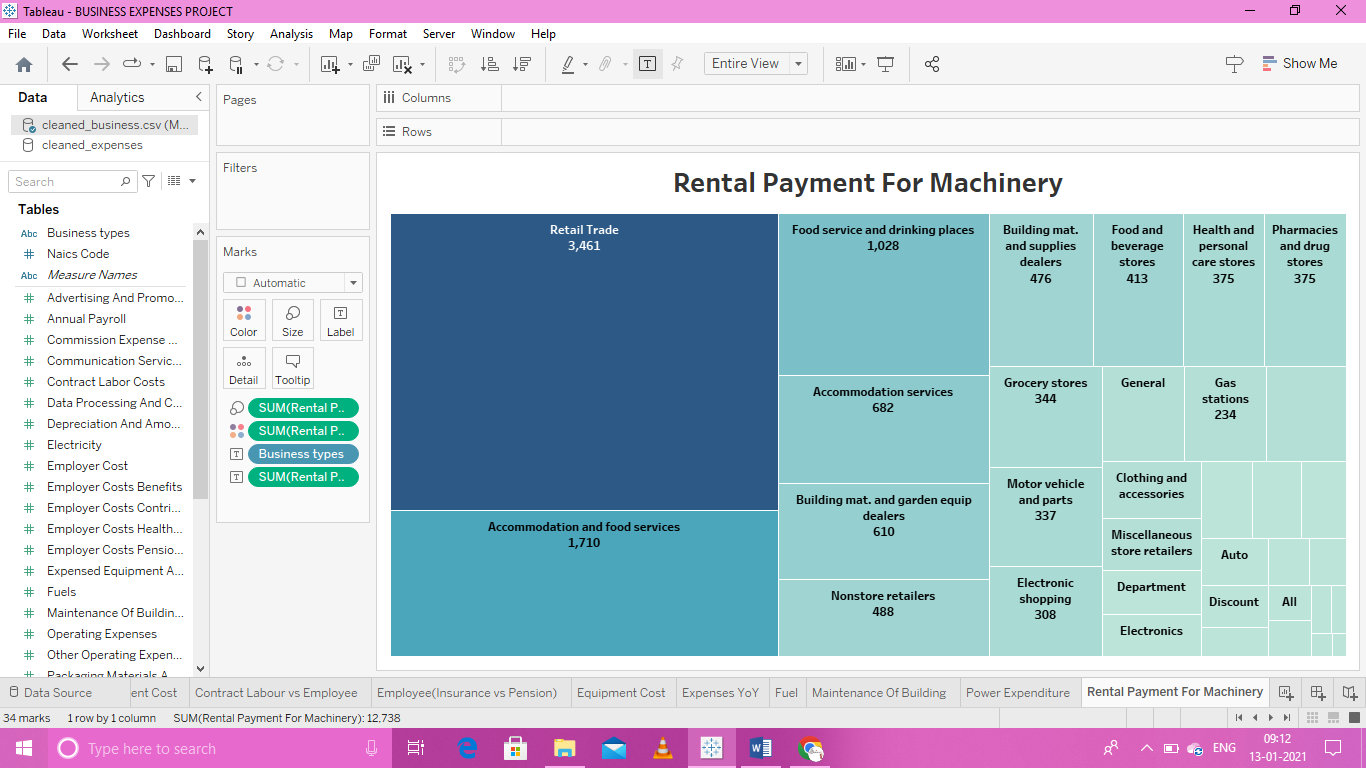 Tableau - BUSINESS EXPENSES PROJECT
File Data Worksheet Dashboard Story Analysis Map Format Server Window Help
Entire View
Show Me
Data Analytics
cleaned_business.csv (M...
cleaned_expenses
Search
Tables
Abc Business types
# Naics Code
Abc Measure Names
# Advertising And Promo...
# Annual Payroll
# Commission Expense ...
# Communication Servic...
# Contract Labor Costs
# Data Processing And C...
# Depreciation And Amo...
# Electricity
# Employer Cost
# Employer Costs Benefits
# Employer Costs Contri...
# Employer Costs Health...
# Employer Costs Pensio...
# Expensed Equipment A...
# Fuels
# Maintenance Of Buildin...
# Operating Expenses
# Other Operating Expen...
Packaging Materials A
Pages
Filters
Marks
Automatic
Color Size Label
Detail Tooltip
SUM(Rental P..
SUM(Rental P..
Business types
SUM(Rental P..
Columns
Rows
Rental Payment For Machinery
Retail Trade
3,461
Accommodation and food services
1,710
Food service and drinking places
1,028
Accommodation services
682
Building mat. and garden equip
dealers
610
Nonstore retailers
488
Building mat.
and supplies
dealers
476
Food and
beverage
stores
413
Health and
personal
care stores
375
Pharmacies
and drug
stores
375
Grocery stores
344
General
Gas
stations
234
Motor vehicle
and parts
337
Electronic
shopping
308
Clothing and
accessories
Miscellaneous
store retailers
Department
Electronics
Auto
Discount
All
Data Source
ent Cost
Contract Labour vs Employee
Employee(Insurance vs Pension)
Equipment Cost
Expenses YoY
Fuel
Maintenance Of Building
Power Expenditure
Rental Payment For Machinery
34 marks 1 row by 1 column SUM(Rental Payment For Machinery): 12,738
Type here to search
ENG
09:12
13-01-2021